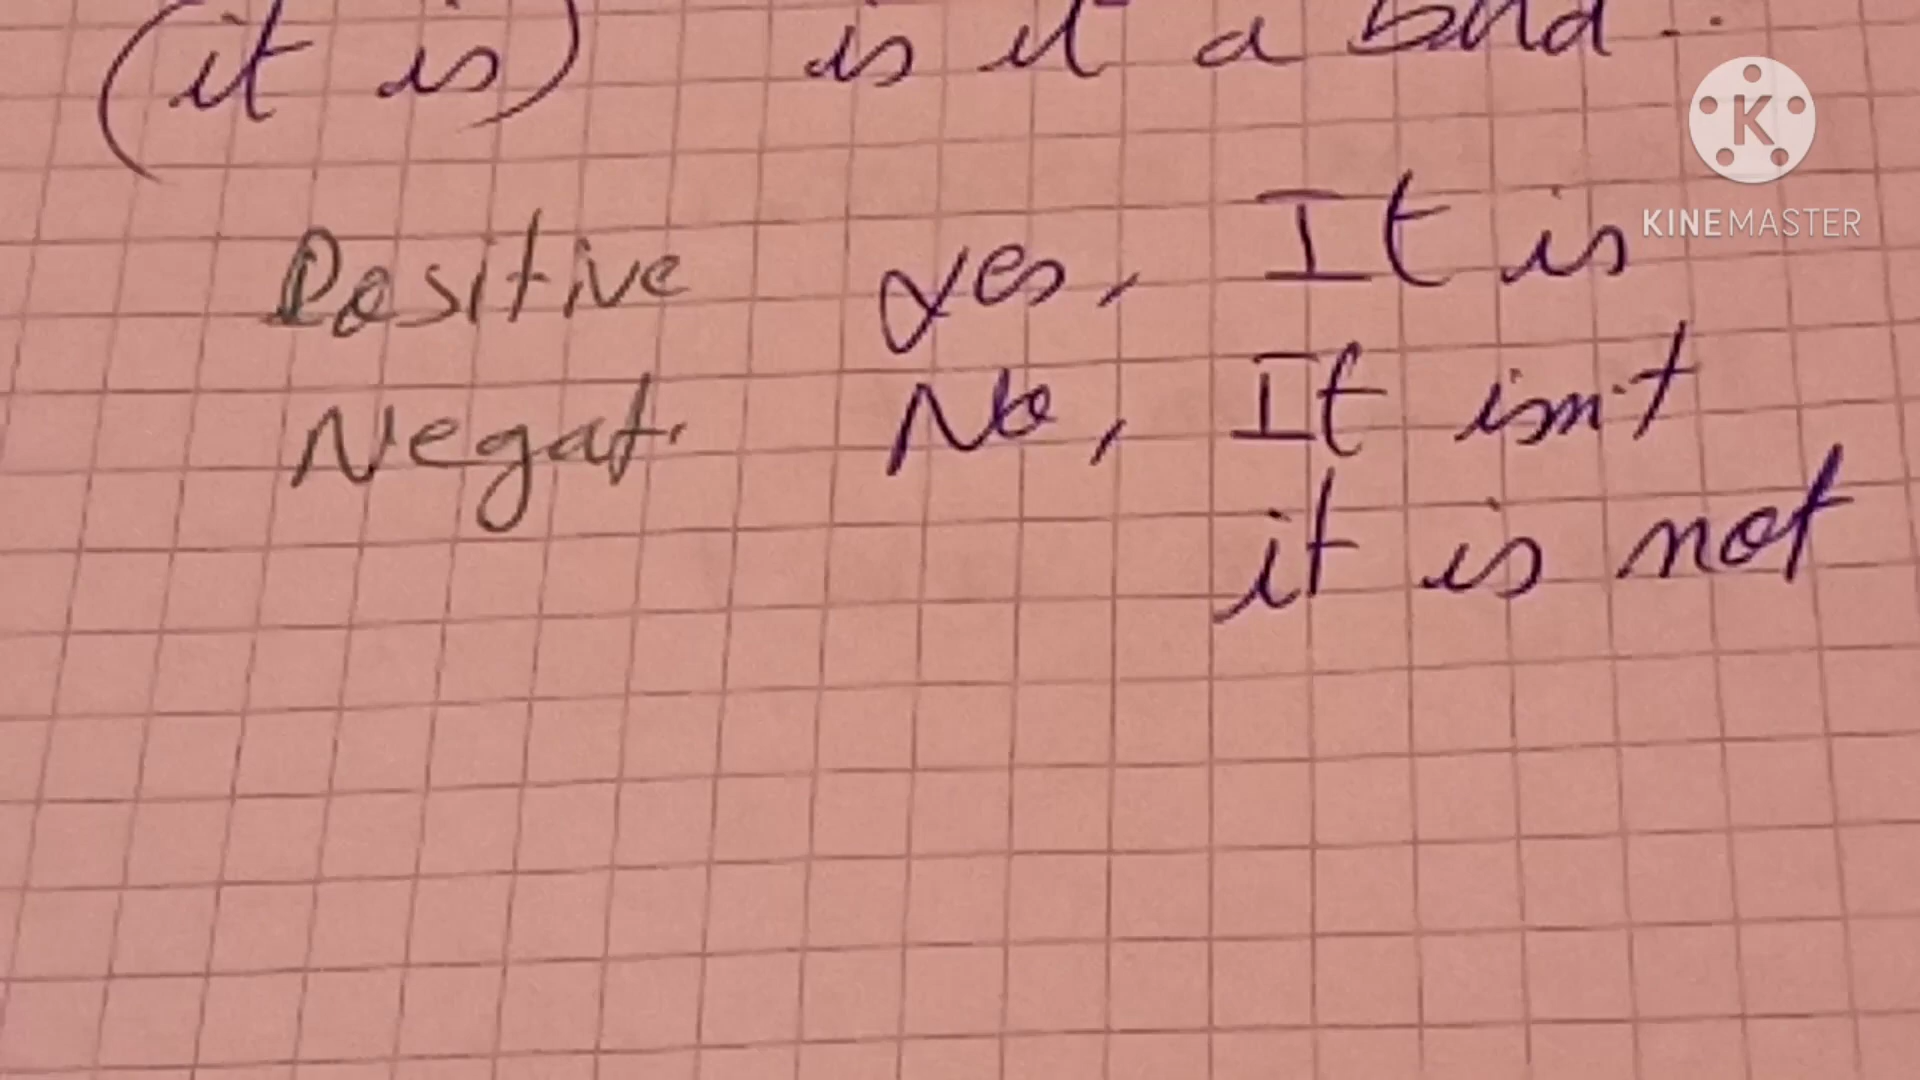 (it is) is it a bird..
Positive yes, It is
Negat. No, It isn't
it is not
KINEMASTER